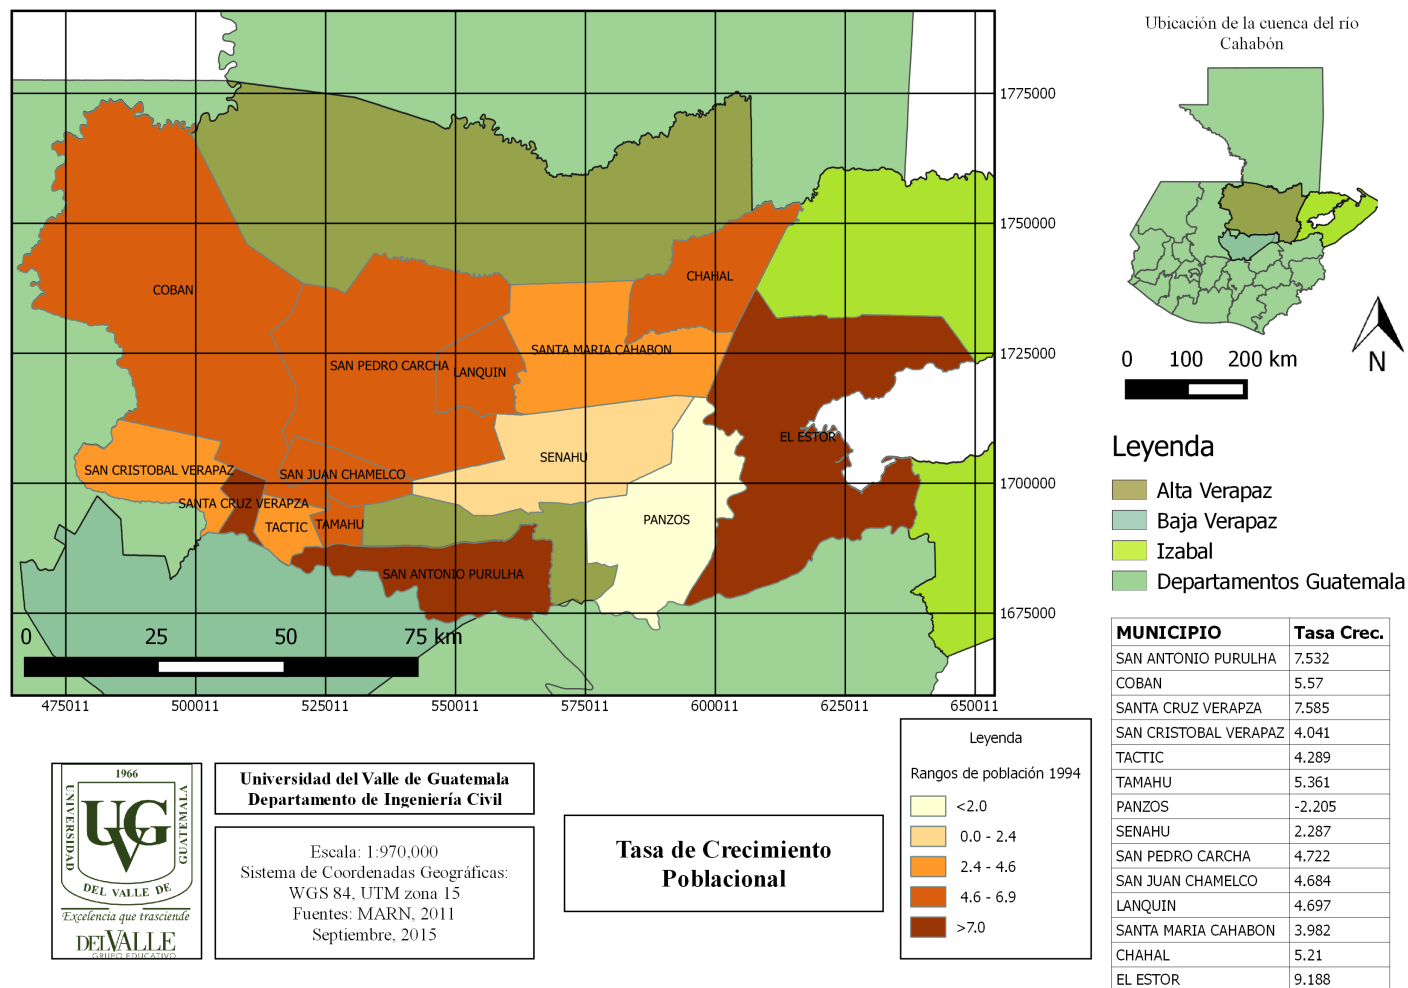 Ubicación de la cuenca del río
Cahabón
1775000
1750000
1725000
1700000
1675000
COBAN
CHAHAL
SANTA MARIA CAHABON
SAN PEDRO CARCHA
LANQUIN
EL ESTOR
SENAHU
SAN CRISTOBAL VERAPAZ
SAN JUAN CHAMELCO
SANTA CRUZ VERAPZA
TACTIC
TAMAHU
PANZOS
SAN ANTONIO PURULHA
0 25 50 75 km
475011 500011 525011 550011 575011 600011 625011 650011
0 100 200 km
N
Leyenda
Alta Verapaz
Baja Verapaz
Izabal
Departamentos Guatemala
MUNICIPIO Tasa Crec.
SAN ANTONIO PURULHA 7.532
COBAN 5.57
SANTA CRUZ VERAPZA 7.585
SAN CRISTOBAL VERAPAZ 4.041
TACTIC 4.289
TAMAHU 5.361
PANZOS -2.205
SENAHU 2.287
SAN PEDRO CARCHA 4.722
SAN JUAN CHAMELCO 4.684
LANQUIN 4.697
SANTA MARIA CAHABON 3.982
CHAHAL 5.21
EL ESTOR 9.188
Leyenda
Rangos de población 1994
<2.0
0.0 - 2.4
2.4 - 4.6
4.6 - 6.9
>7.0
1966
UNIVERSIDAD
UVG
GUATEMALA
DEL VALLE DE
Excelencia que trasciende
DEL VALLE
GRUPO EDUCATIVO
Universidad del Valle de Guatemala
Departamento de Ingeniería Civil
Escala: 1:970,000
Sistema de Coordenadas Geográficas:
WGS 84, UTM zona 15
Fuentes: MARN, 2011
Septiembre, 2015
Tasa de Crecimiento
Poblacional